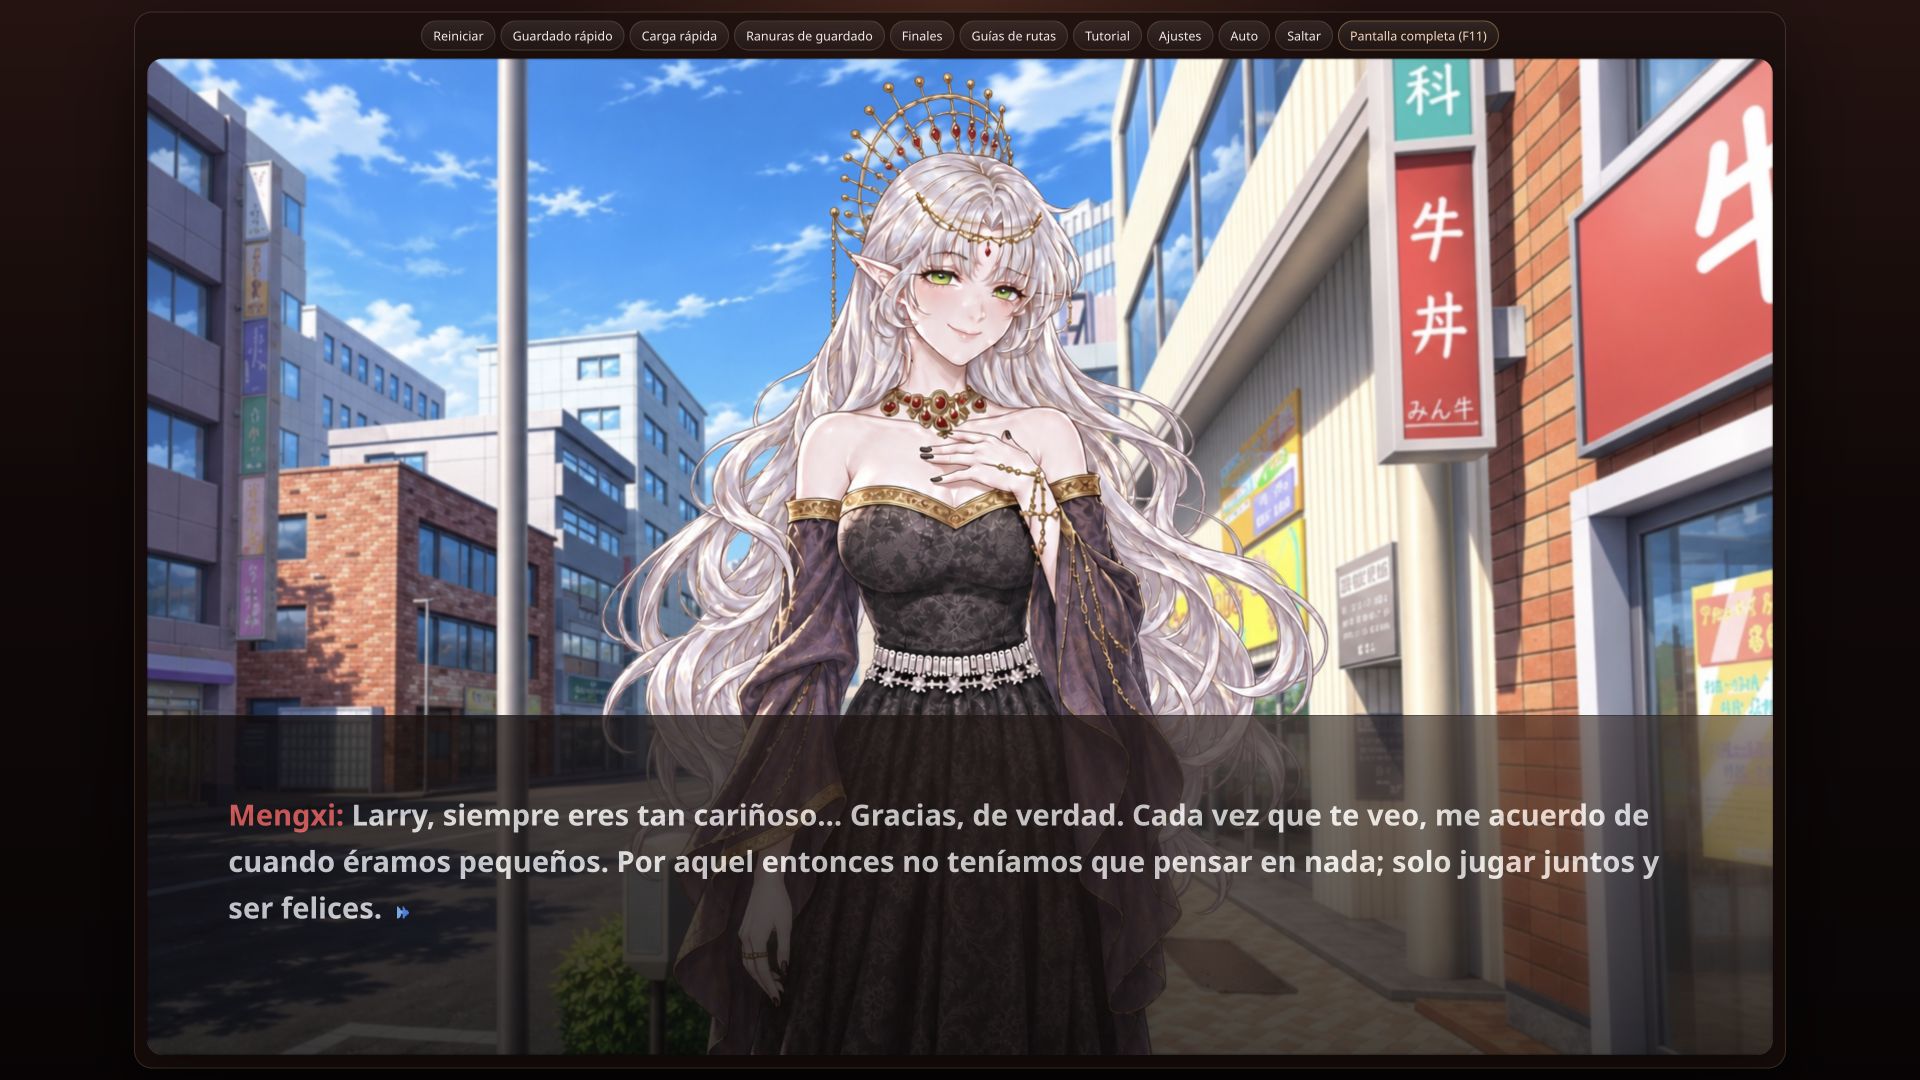 Reiniciar
Guardado rápido
Carga rápida
Ranuras de guardado
Finales
Guías de rutas
Tutorial
Ajustes
Auto
Saltar
Pantalla completa (F11)
科
牛丼
みん牛
牛
Mengxi: Larry, siempre eres tan cariñoso... Gracias, de verdad. Cada vez que te veo, me acuerdo de
cuando éramos pequeños. Por aquel entonces no teníamos que pensar en nada; solo jugar juntos y
ser felices.